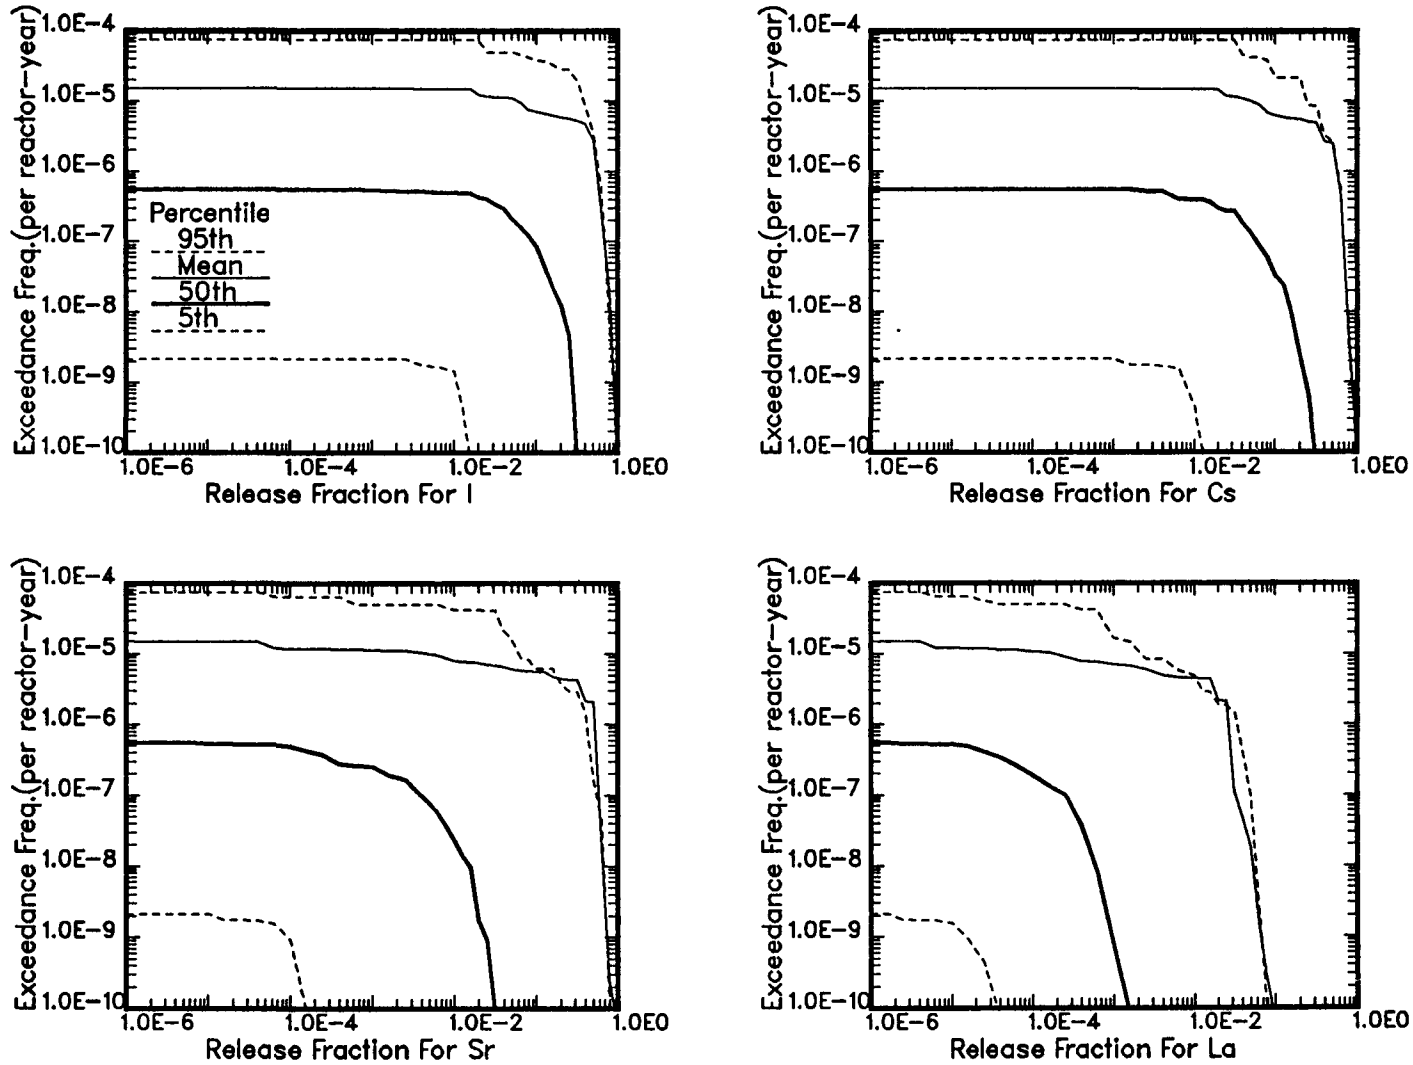 Exceedance Freq.(per reactor-year)
1.0E-4
1.0E-5
1.0E-6
1.0E-7
1.0E-8
1.0E-9
1.0E-10
Percentile
95th
Mean
50th
5th
1.0E-6 1.0E-4 1.0E-2 1.0E0
Release Fraction For I
Exceedance Freq.(per reactor-year)
1.0E-4
1.0E-5
1.0E-6
1.0E-7
1.0E-8
1.0E-9
1.0E-10
1.0E-6 1.0E-4 1.0E-2 1.0E0
Release Fraction For Cs
Exceedance Freq.(per reactor-year)
1.0E-4
1.0E-5
1.0E-6
1.0E-7
1.0E-8
1.0E-9
1.0E-10
1.0E-6 1.0E-4 1.0E-2 1.0E0
Release Fraction For Sr
Exceedance Freq.(per reactor-year)
1.0E-4
1.0E-5
1.0E-6
1.0E-7
1.0E-8
1.0E-9
1.0E-10
1.0E-6 1.0E-4 1.0E-2 1.0E0
Release Fraction For La